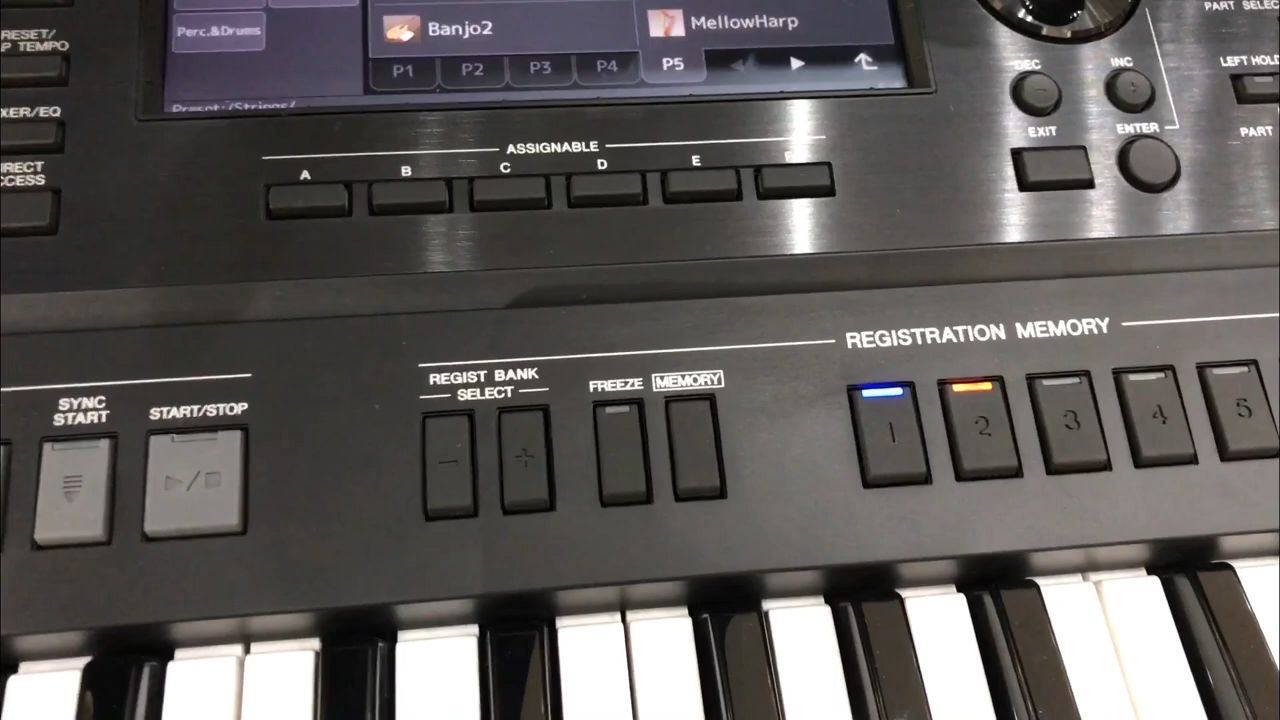 RESET/
P TEMPO
XER/EQ
RECT
CCESS
Perc.&Drums
Banjo2
MellowHarp
P1 P2 P3 P4 P5
Preset:/Strings/
ASSIGNABLE
A B C D E
PART SELEC
DEC
INC
LEFT HOLD
EXIT
ENTER
PART
SYNC
START
START/STOP
REGIST BANK
SELECT
- +
FREEZE
MEMORY
REGISTRATION MEMORY
1 2 3 4 5